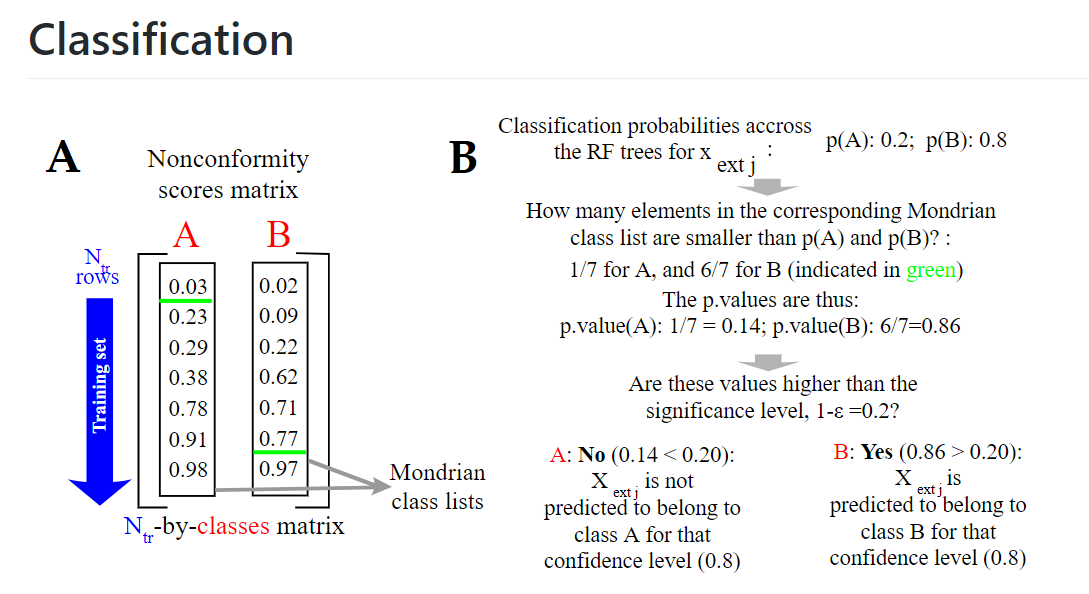 Classification
A
Nonconformity
scores matrix
A B
N tr
rows
Training set
0.03 0.02
0.23 0.09
0.29 0.22
0.38 0.62
0.78 0.71
0.91 0.77
0.98 0.97
Mondrian
class lists
Ntr-by-classes matrix
B
Classification probabilities accross
the RF trees for x ext j :
p(A): 0.2; p(B): 0.8
How many elements in the corresponding Mondrian
class list are smaller than p(A) and p(B)? :
1/7 for A, and 6/7 for B (indicated in green)
The p.values are thus:
p.value(A): 1/7 = 0.14; p.value(B): 6/7=0.86
Are these values higher than the
significance level, 1-ε =0.2?
A: No (0.14 < 0.20):
X ext j is not
predicted to belong to
class A for that
confidence level (0.8)
B: Yes (0.86 > 0.20):
X ext j is
predicted to belong to
class B for that
confidence level (0.8)